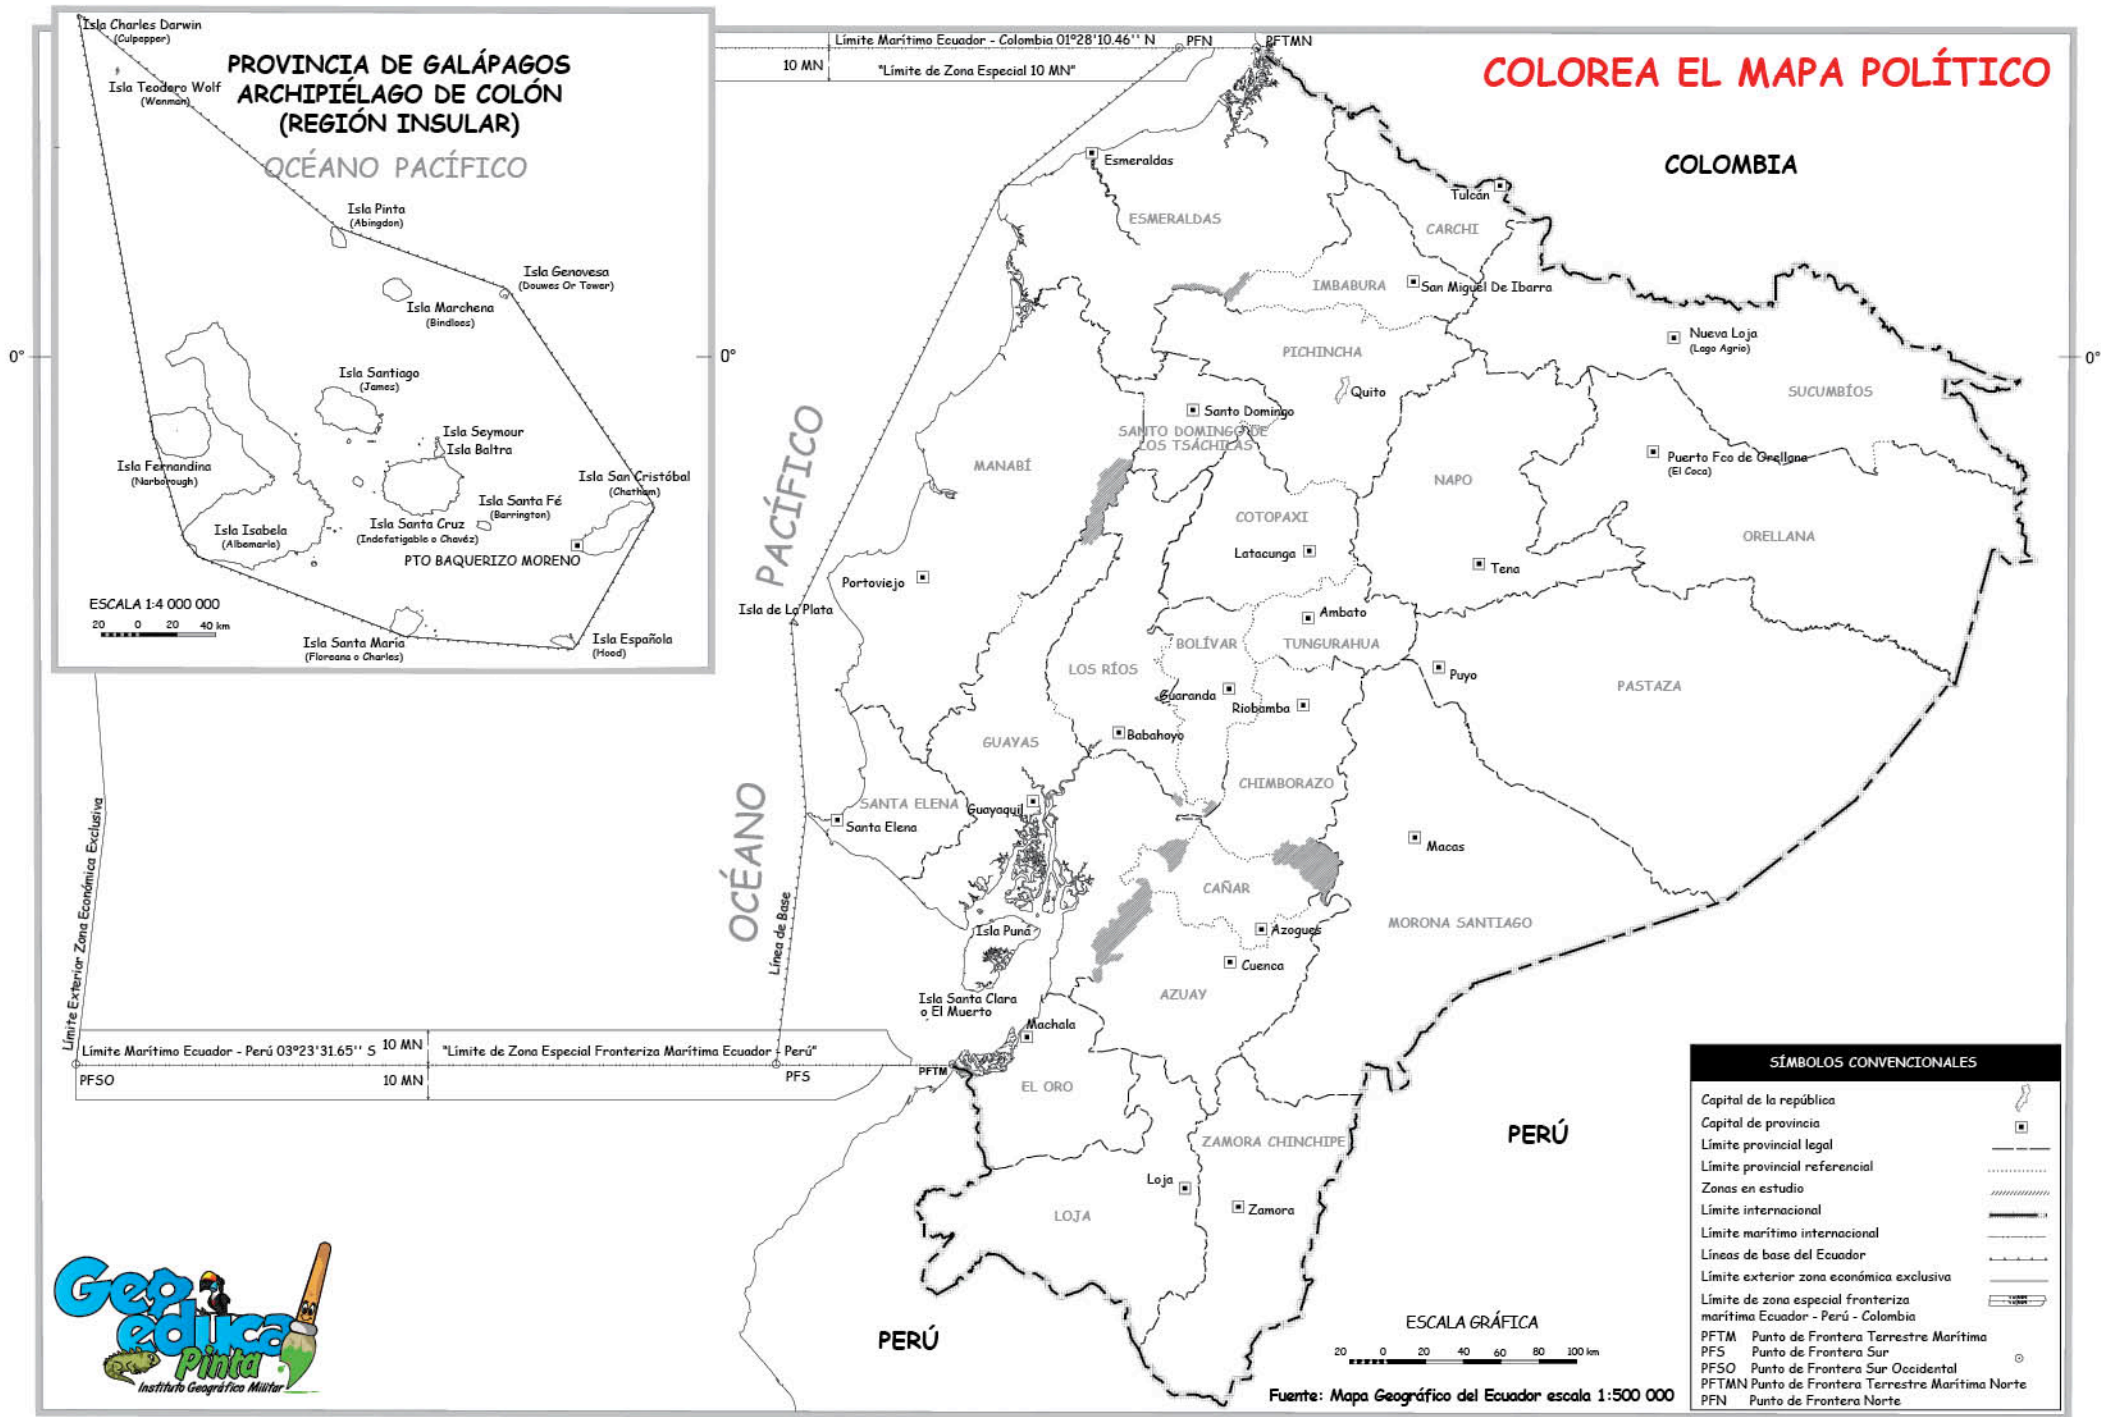 Isla Charles Darwin
(Culpepper)
Isla Teodoro Wolf
(Wenman)
PROVINCIA DE GALÁPAGOS
ARCHIPIÉLAGO DE COLÓN
(REGIÓN INSULAR)
OCÉANO PACÍFICO
Isla Pinta
(Abingdon)
Isla Genovesa
(Douwes Or Tower)
Isla Marchena
(Bindloes)
0°
0°
Isla Santiago
(James)
Isla Seymour
Isla Baltra
Isla Fernandina
(Narborough)
Isla San Cristóbal
(Chatham)
Isla Santa Fé
(Barrington)
Isla Isabela
(Albemarle)
Isla Santa Cruz
(Indefatigable o Chavéz)
PTO BAQUERIZO MORENO
ESCALA 1:4 000 000
20 0 20 40 km
Isla Santa María
(Floreana o Charles)
Isla Española
(Hood)
Límite Marítimo Ecuador - Colombia 01°28'10.46'' N
PFN
PFTMN
10 MN
"Límite de Zona Especial 10 MN"
COLOREA EL MAPA POLÍTICO
COLOMBIA
Esmeraldas
ESMERALDAS
Tulcán
CARCHI
IMBABURA
San Miguel De Ibarra
PICHINCHA
Quito
Nueva Loja
(Lago Agrio)
SUCUMBÍOS
0°
Santo Domingo
SANTO DOMINGO DE
LOS TSÁCHILAS
MANABÍ
NAPO
Puerto Fco de Orellana
(El Coca)
ORELLANA
COTOPAXI
Latacunga
Tena
Portoviejo
OCÉANO PACÍFICO
Isla de La Plata
Ambato
TUNGURAHUA
BOLÍVAR
LOS RÍOS
Guaranda
Riobamba
Puyo
PASTAZA
Babahoyo
GUAYAS
CHIMBORAZO
SANTA ELENA
Santa Elena
Guayaquil
Macas
CAÑAR
MORONA SANTIAGO
Azogues
Cuenca
AZUAY
Isla Puná
Isla Santa Clara
o El Muerto
Machala
Límite Exterior Zona Económica Exclusiva
Línea de Base
Límite Marítimo Ecuador - Perú 03°23'31.65'' S
10 MN
"Límite de Zona Especial Fronteriza Marítima Ecuador - Perú"
PFSO
10 MN
PFS
PFTM
EL ORO
ZAMORA CHINCHIPE
Loja
LOJA
Zamora
PERÚ
PERÚ
SÍMBOLOS CONVENCIONALES
Capital de la república
Capital de provincia
Límite provincial legal
Límite provincial referencial
Zonas en estudio
Límite internacional
Límite marítimo internacional
Líneas de base del Ecuador
Límite exterior zona económica exclusiva
Límite de zona especial fronteriza
marítima Ecuador - Perú - Colombia
PFTM Punto de Frontera Terrestre Marítima
PFS Punto de Frontera Sur
PFSO Punto de Frontera Sur Occidental
PFTMN Punto de Frontera Terrestre Marítima Norte
PFN Punto de Frontera Norte
ESCALA GRÁFICA
20 0 20 40 60 80 100 km
Fuente: Mapa Geográfico del Ecuador escala 1:500 000
Geo
educa
Pinta
Instituto Geográfico Militar